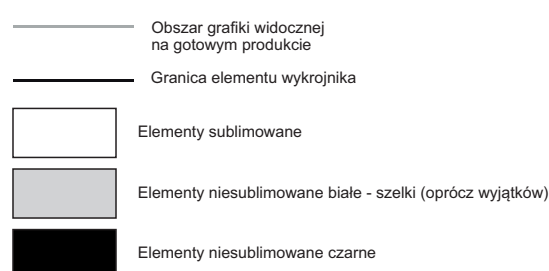 Obszar grafiki widocznej
na gotowym produkcie
Granica elementu wykrojnika
Elementy sublimowane
Elementy niesublimowane białe - szelki (oprócz wyjątków)
Elementy niesublimowane czarne